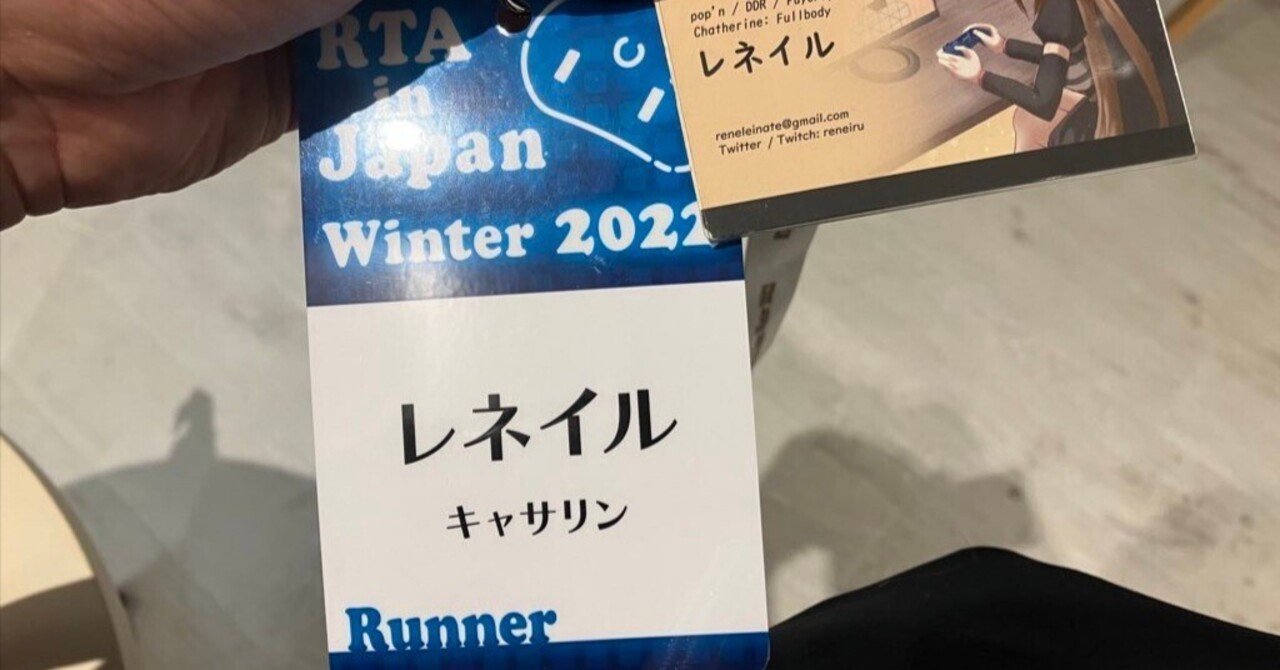 RTA
in
Japan
Winter 2022
レネイル
キャサリン
Runner
pop'n / DDR /
Chatherine: Fullbody
レネイル
reneleinate@gmail.com
Twitter / Twitch: reneiru